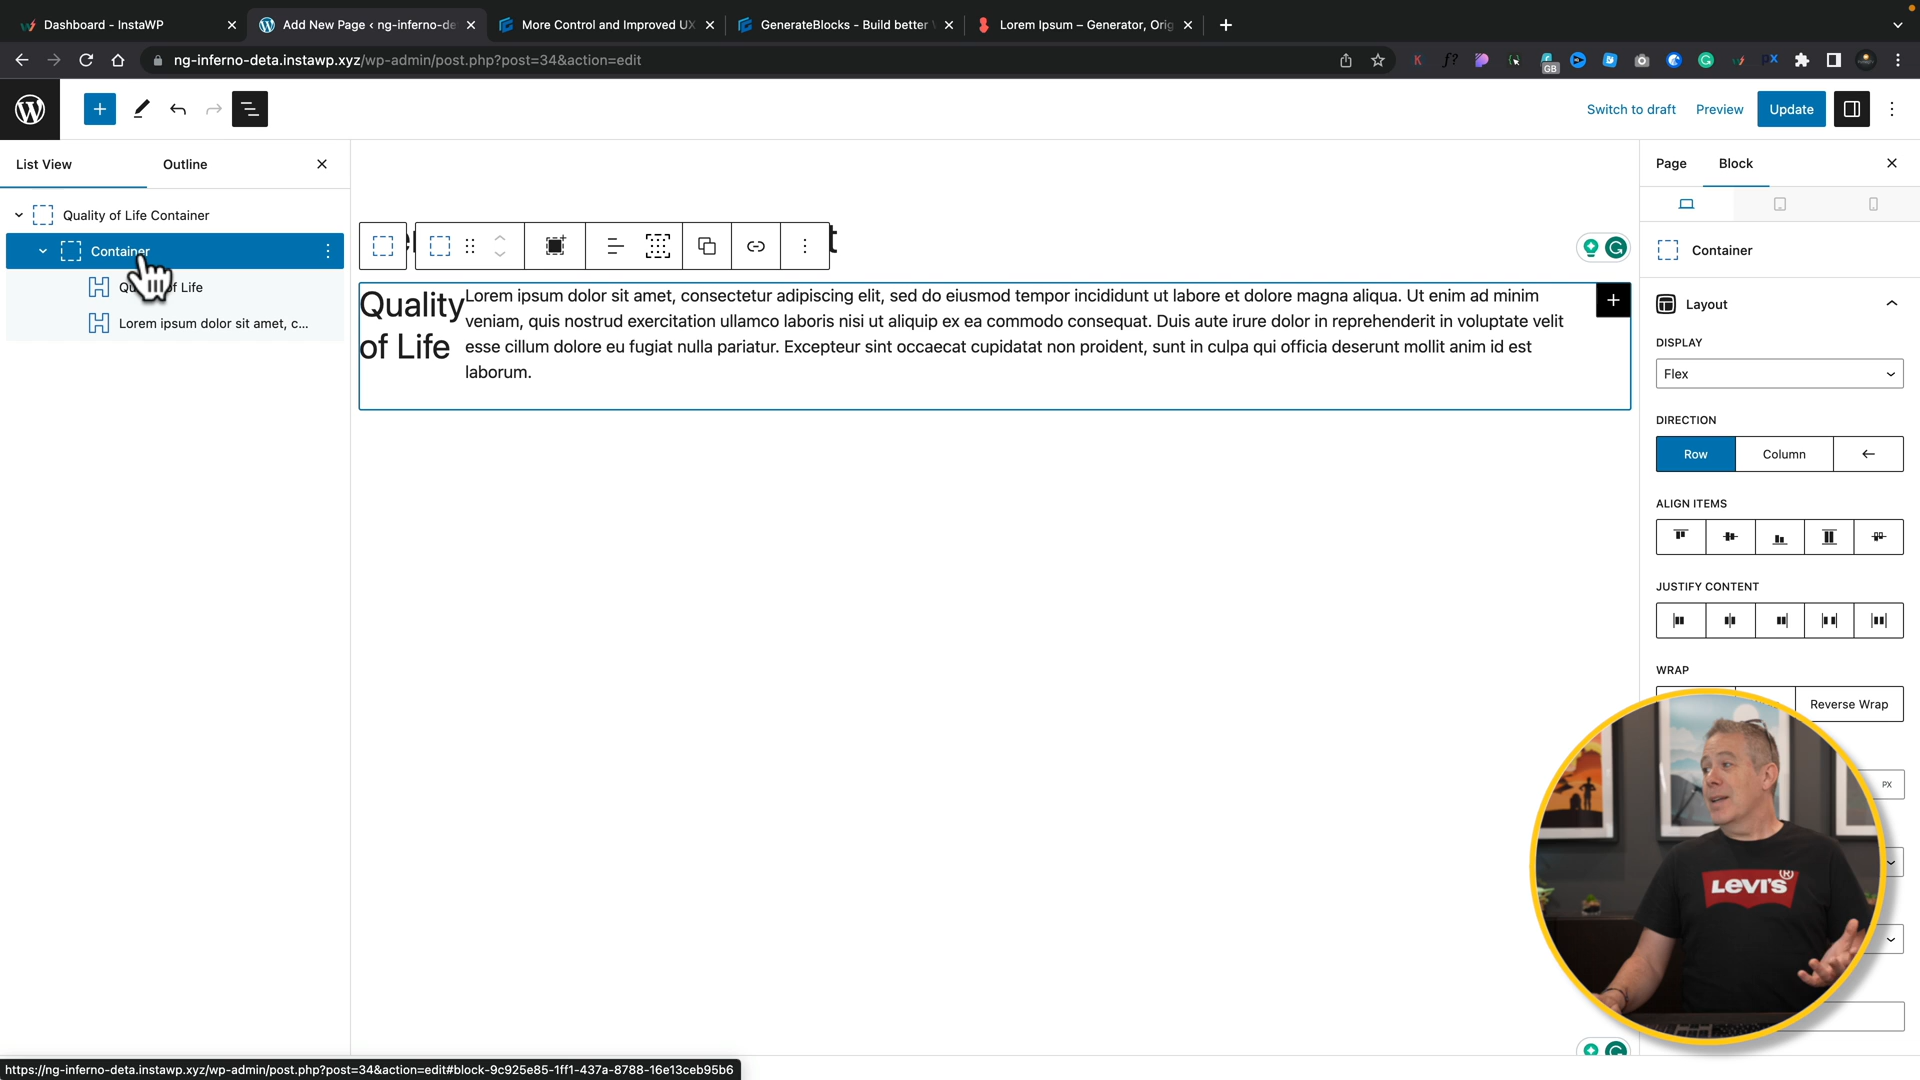 Dashboard - InstaWP
Add New Page ‹ ng-inferno-de
More Control and Improved UX
GenerateBlocks - Build better
Lorem Ipsum – Generator, Orig
ng-inferno-deta.instawp.xyz/wp-admin/post.php?post=34&action=edit
GB
Switch to draft
Preview
Update
List View
Outline
Page
Block
Quality of Life Container
Container
of Life
Lorem ipsum dolor sit amet, c...
Quality
of Life
Lorem ipsum dolor sit amet, consectetur adipiscing elit, sed do eiusmod tempor incididunt ut labore et dolore magna aliqua. Ut enim ad minim
veniam, quis nostrud exercitation ullamco laboris nisi ut aliquip ex ea commodo consequat. Duis aute irure dolor in reprehenderit in voluptate velit
esse cillum dolore eu fugiat nulla pariatur. Excepteur sint occaecat cupidatat non proident, sunt in culpa qui officia deserunt mollit anim id est
laborum.
Container
Layout
DISPLAY
Flex
DIRECTION
Row
Column
ALIGN ITEMS
JUSTIFY CONTENT
WRAP
Reverse Wrap
PX
LEVI'S
https://ng-inferno-deta.instawp.xyz/wp-admin/post.php?post=34&action=edit#block-9c925e85-1ff1-437a-8788-16e13ceb95b6